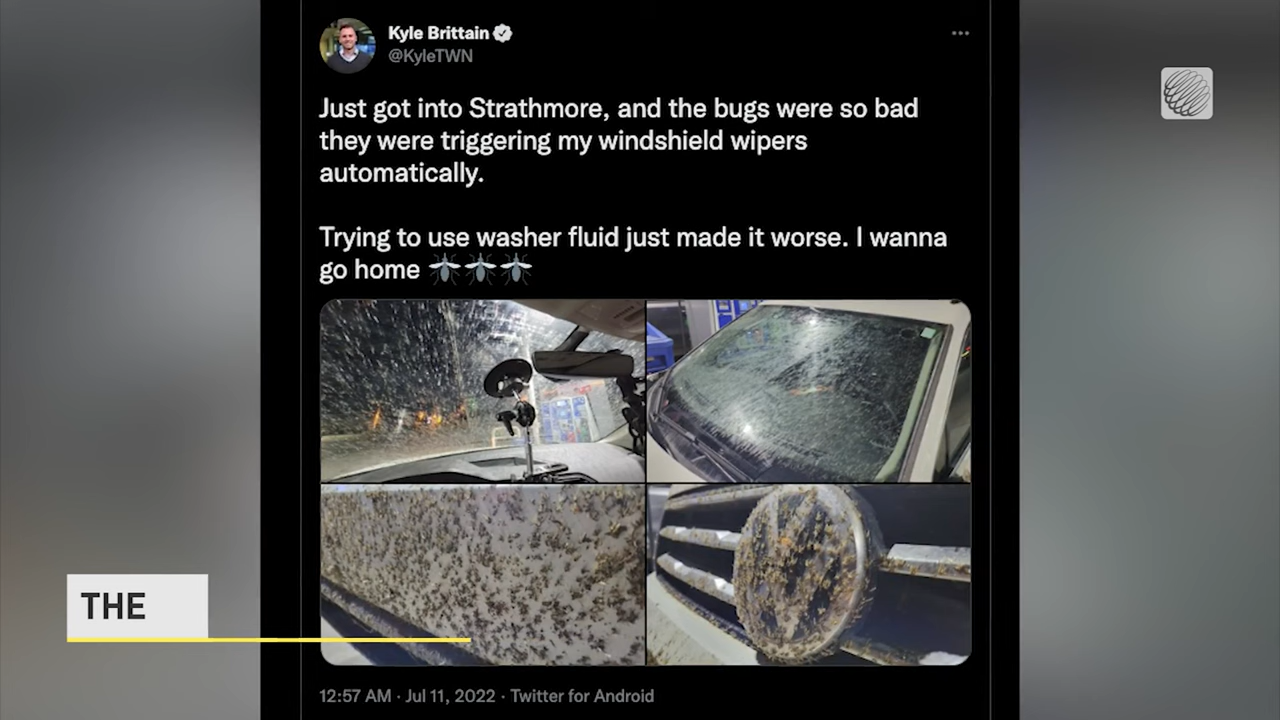 Kyle Brittain
@KyleTWN
Just got into Strathmore, and the bugs were so bad
they were triggering my windshield wipers
automatically.
Trying to use washer fluid just made it worse. I wanna
go home 🦟🦟🦟
THE
12:57 AM · Jul 11, 2022 · Twitter for Android